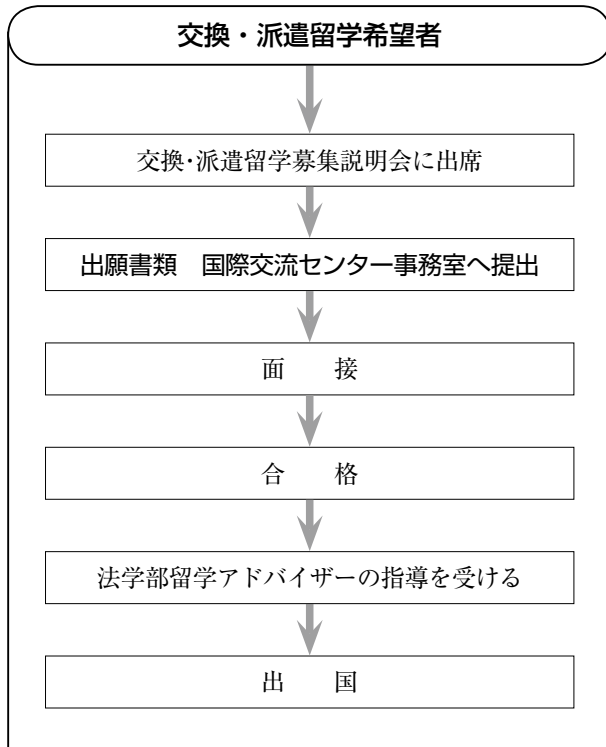 交換・派遣留学希望者
交換・派遣留学募集説明会に出席
出願書類　国際交流センター事務室へ提出
面　　接
合　　格
法学部留学アドバイザーの指導を受ける
出　　国